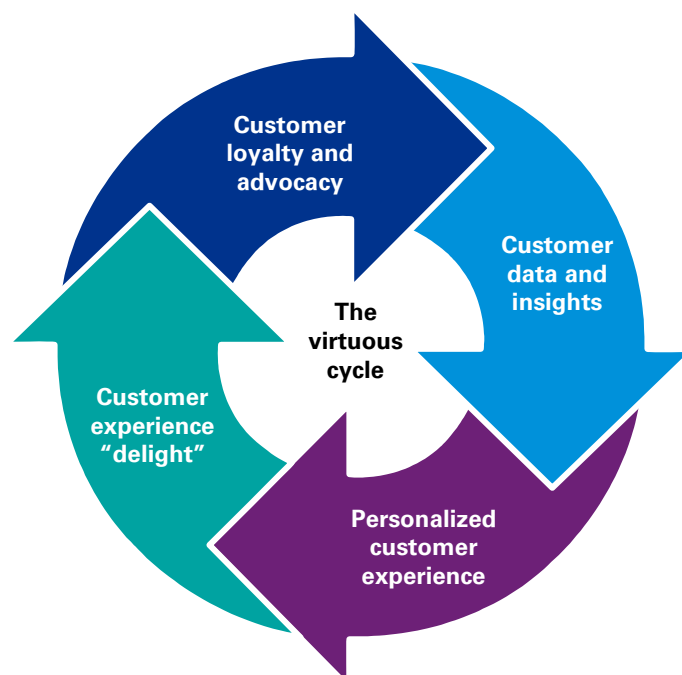 Customer
loyalty and
advocacy
Customer
data and
insights
The
virtuous
cycle
Customer
experience
“delight”
Personalized
customer
experience